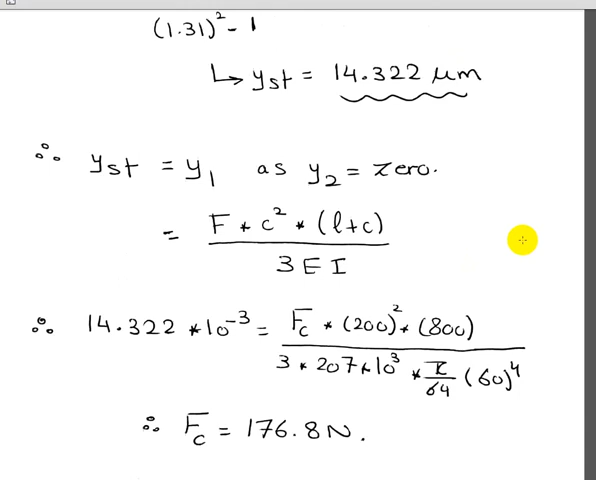 (1.31)² - 1
↳ yst = 14.322 μm
∴ yst = y₁ as y₂ = zero.
= F * c² * (l+c) / 3EI
∴ 14.322 * 10⁻³ = Fc * (200)² * (800) / 3 * 207 * 10³ * π/64 (60)⁴
∴ Fc = 176.8 N.